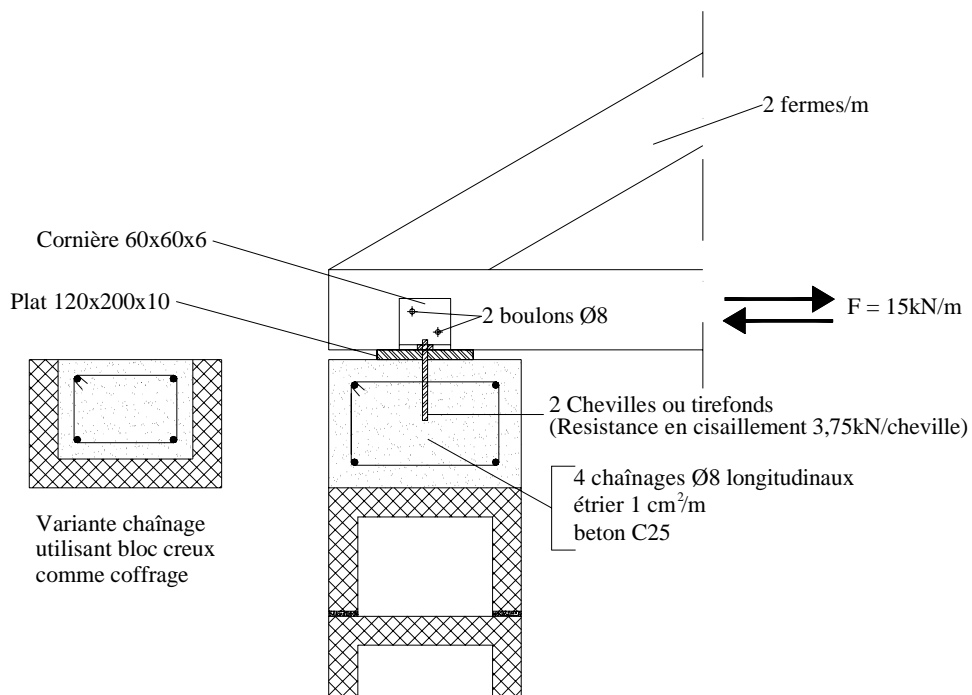 2 fermes/m
Cornière 60x60x6
Plat 120x200x10
2 boulons Ø8
F = 15kN/m
2 Chevilles ou tirefonds
(Resistance en cisaillement 3,75kN/cheville)
4 chaînages Ø8 longitudinaux
étrier 1 cm²/m
beton C25
Variante chaînage
utilisant bloc creux
comme coffrage